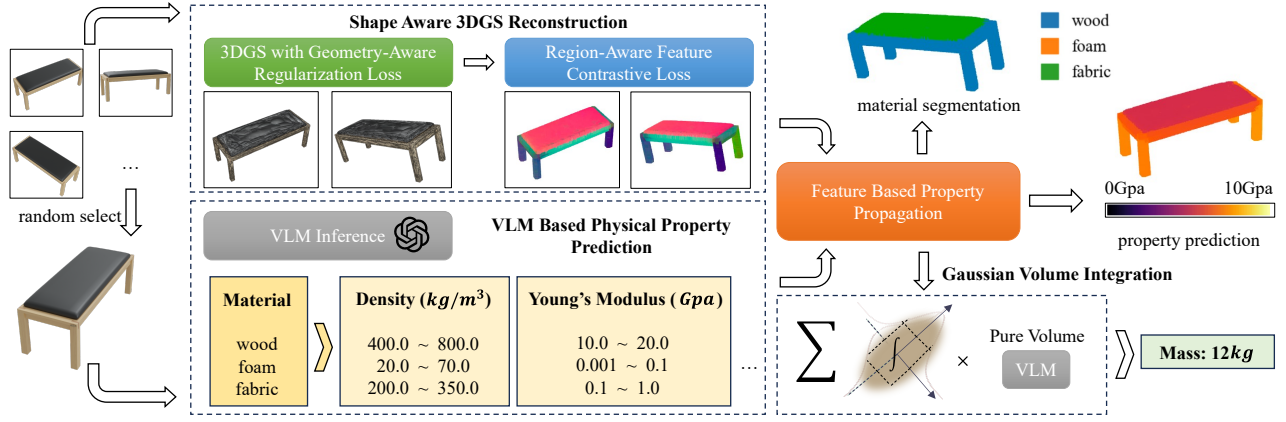 Shape Aware 3DGS Reconstruction
3DGS with Geometry-Aware
Regularization Loss
Region-Aware Feature
Contrastive Loss
...
random select
VLM Inference
VLM Based Physical Property
Prediction
Material
wood
foam
fabric
Density (kg/m³)
400.0 ~ 800.0
20.0 ~ 70.0
200.0 ~ 350.0
Young's Modulus (Gpa)
10.0 ~ 20.0
0.001 ~ 0.1
0.1 ~ 1.0
...
wood
foam
fabric
material segmentation
Feature Based Property
Propagation
0Gpa 10Gpa
property prediction
Gaussian Volume Integration
∑ ∫ ×
Pure Volume
VLM
Mass: 12kg